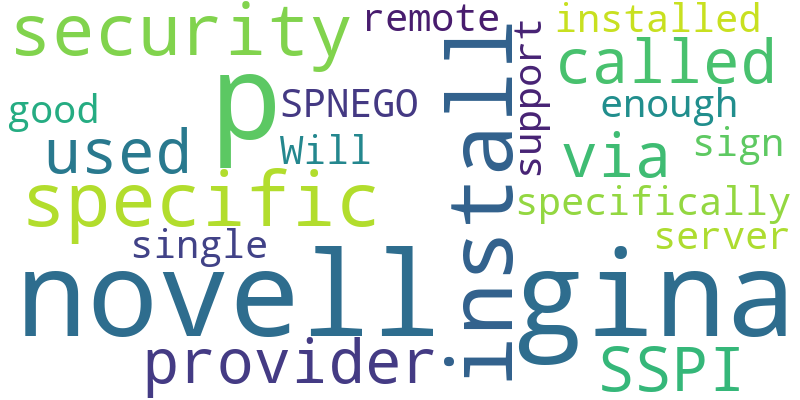 security
remote
installed
p
install
support
called
good
SPNEGO
enough
used
Will
via
sign
specific
specifically
single
server
novell
gina
provider
SSPI